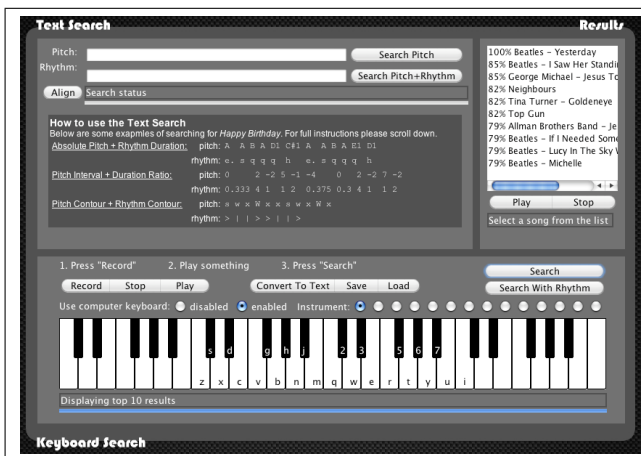 Text Search
Results
Pitch:
Search Pitch
Rhythm:
Search Pitch+Rhythm
Align Search status
How to use the Text Search
Below are some exapmles of searching for Happy Birthday. For full instructions please scroll down.
Absolute Pitch + Rhythm Duration: pitch: A A B A D1 C#1 A A B A E1 D1
rhythm: e. s q q q h e. s q q q h
Pitch Interval + Duration Ratio: pitch: 0 2 -2 5 -1 -4 0 2 -2 7 -2
rhythm: 0.333 4 1 1 2 0.375 0.3 4 1 1 2
Pitch Contour + Rhythm Contour: pitch: s w x W x x s w x W x
rhythm: > | | > > | | >
100% Beatles - Yesterday
85% Beatles - I Saw Her Standi
85% George Michael - Jesus To
82% Neighbours
82% Tina Turner - Goldeneye
82% Top Gun
79% Allman Brothers Band - Je
79% Beatles - If I Needed Some
79% Beatles - Lucy In The Sky
79% Beatles - Michelle
Play Stop
Select a song from the list
1. Press "Record" 2. Play something 3. Press "Search"
Search
Record Stop Play Convert To Text Save Load
Search With Rhythm
Use computer keyboard: disabled enabled Instrument:
s d g h j 2 3 5 6 7
z x c v b n m q w e r t y u i
Displaying top 10 results
Keyboard Search